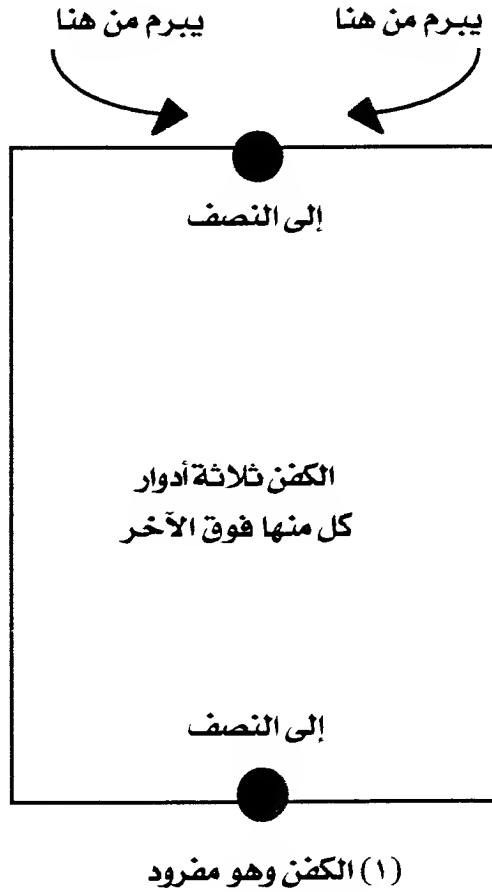 يبرم من هنا
يبرم من هنا
إلى النصف
الكفن ثلاثة أدوار
كل منها فوق الآخر
إلى النصف
(١) الكفن وهو مفرود